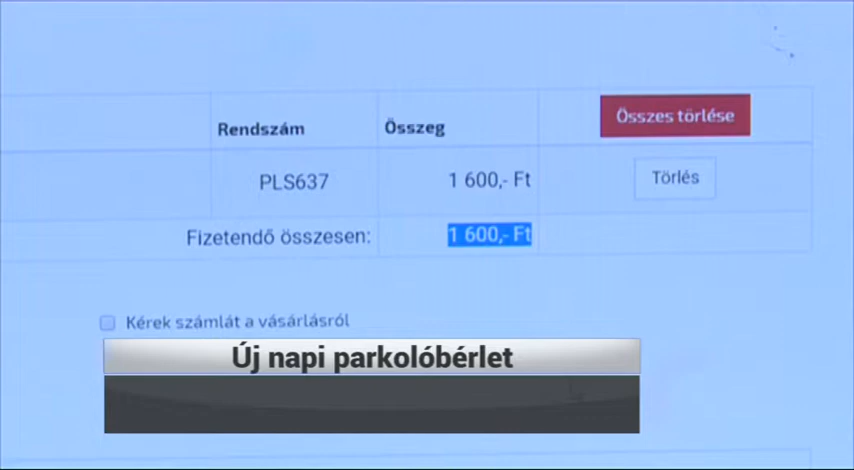 Rendszám Összeg Összes törlése
PLS637 1 600,- Ft Törlés
Fizetendő összesen: 1 600,- Ft
Kérek számlát a vásárlásról
Új napi parkolóbérlet